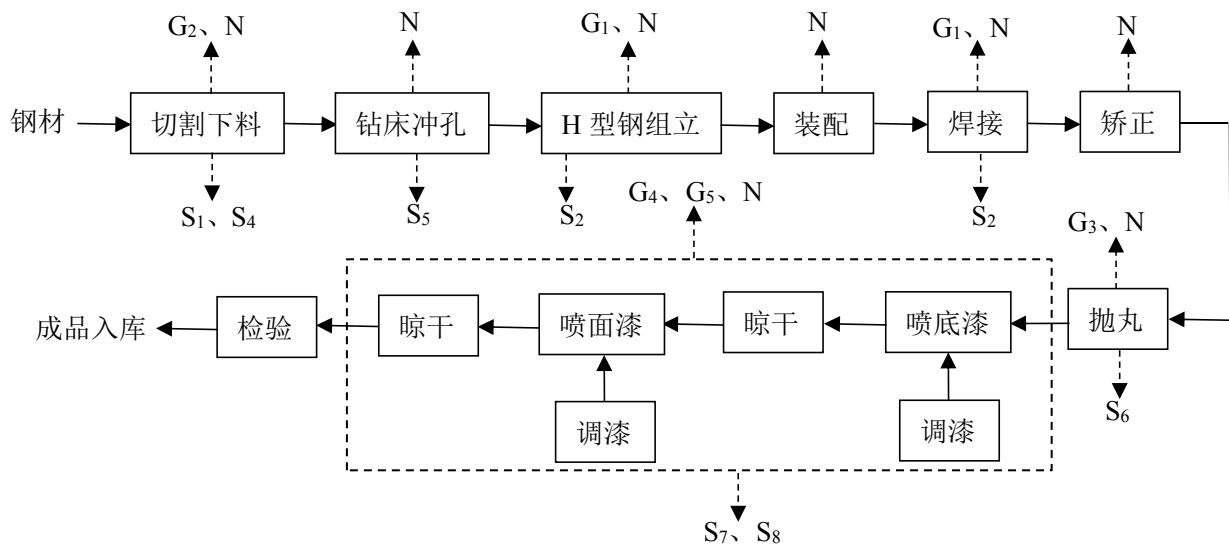 G₂、N
N
G₁、N
N
G₁、N
N
钢材
切割下料
钻床冲孔
H 型钢组立
装配
焊接
矫正
S₁、S₄
S₅
S₂
S₂
G₄、G₅、N
G₃、N
成品入库
检验
晾干
喷面漆
晾干
喷底漆
抛丸
调漆
调漆
S₆
S₇、S₈